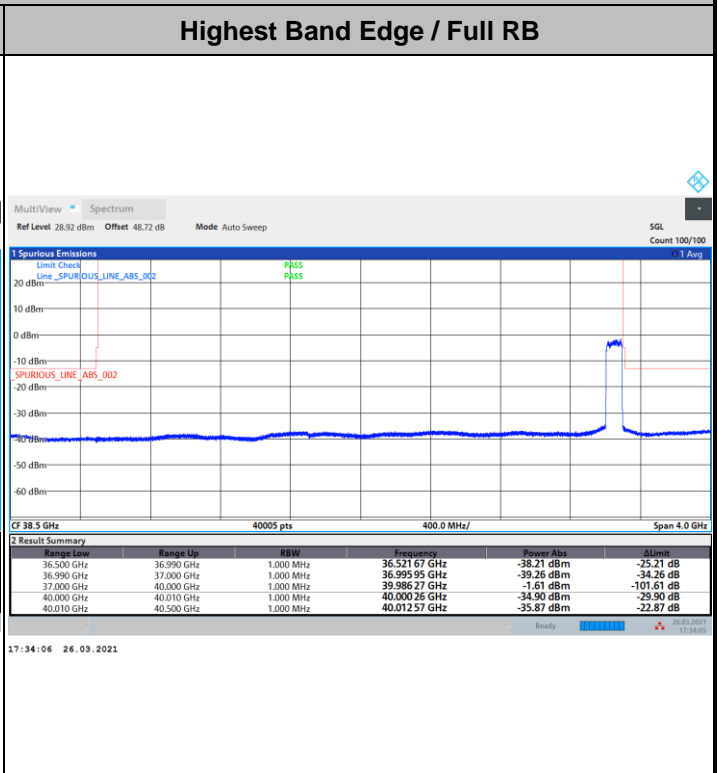 Highest Band Edge / Full RB
MultiView Spectrum
Ref Level 28.92 dBm Offset 48.72 dB Mode Auto Sweep SGL
Count 100/100
1 Spurious Emissions 1 Avg
Limit Check PASS
Line _SPURIOUS_LINE_ABS_002 PASS
20 dBm
10 dBm
0 dBm
-10 dBm
_SPURIOUS_LINE_ABS_002
-20 dBm
-30 dBm
-40 dBm
-50 dBm
-60 dBm
CF 38.5 GHz 40005 pts 400.0 MHz/ Span 4.0 GHz
2 Result Summary
Range Low Range Up RBW Frequency Power Abs ΔLimit
36.500 GHz 36.990 GHz 1.000 MHz 36.521 67 GHz -38.21 dBm -25.21 dB
36.990 GHz 37.000 GHz 1.000 MHz 36.995 95 GHz -39.26 dBm -34.26 dB
37.000 GHz 40.000 GHz 1.000 MHz 39.986 27 GHz -1.61 dBm -101.61 dB
40.000 GHz 40.010 GHz 1.000 MHz 40.000 26 GHz -34.90 dBm -29.90 dB
40.010 GHz 40.500 GHz 1.000 MHz 40.012 57 GHz -35.87 dBm -22.87 dB
Ready 26.03.2021
17:34:05
17:34:06 26.03.2021